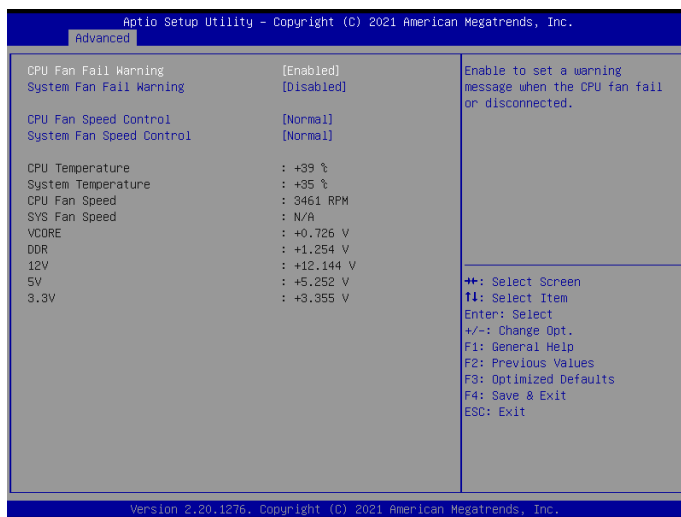 Aptio Setup Utility – Copyright (C) 2021 American Megatrends, Inc.
Advanced
CPU Fan Fail Warning [Enabled]
System Fan Fail Warning [Disabled]
CPU Fan Speed Control [Normal]
System Fan Speed Control [Normal]
CPU Temperature : +39 ℃
System Temperature : +35 ℃
CPU Fan Speed : 3461 RPM
SYS Fan Speed : N/A
VCORE : +0.726 V
DDR : +1.254 V
12V : +12.144 V
5V : +5.252 V
3.3V : +3.355 V
Enable to set a warning
message when the CPU fan fail
or disconnected.
→←: Select Screen
↑↓: Select Item
Enter: Select
+/-: Change Opt.
F1: General Help
F2: Previous Values
F3: Optimized Defaults
F4: Save & Exit
ESC: Exit
Version 2.20.1276. Copyright (C) 2021 American Megatrends, Inc.